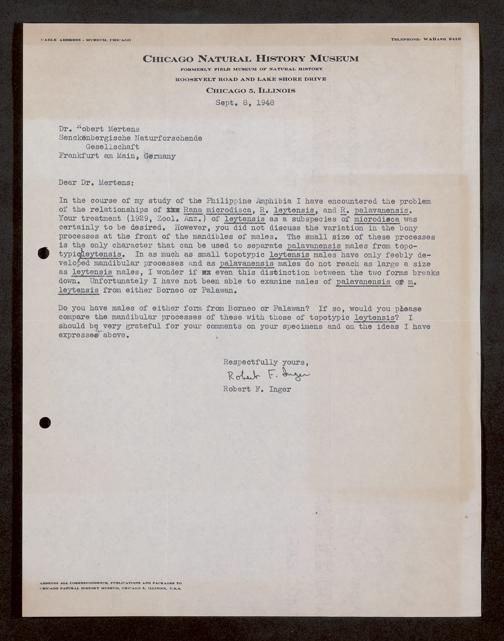 CABLE ADDRESS - MUSEUM, CHICAGO
TELEPHONE: WABASH 9410
CHICAGO NATURAL HISTORY MUSEUM
FORMERLY FIELD MUSEUM OF NATURAL HISTORY
ROOSEVELT ROAD AND LAKE SHORE DRIVE
CHICAGO 5, ILLINOIS
Sept. 8, 1948
Dr. "obert Mertens
Senckenbergische Naturforschende
Gesellschaft
Frankfurt am Main, Germany
Dear Dr. Mertens:
In the course of my study of the Philippine Amphibia I have encountered the problem
of the relationships of Rana microdisca, R. leytensis, and R. palavanensis.
Your treatment (1929, Zool. Anz.) of leytensis as a subspecies of microdisca was
certainly to be desired. However, you did not discuss the variation in the bony
processes at the front of the mandibles of males. The small size of these processes
is the only character that can be used to separate palavanensis males from topo-
typic leytensis. In as much as small topotypic leytensis males have only feebly de-
veloped mandibular processes and as palavanensis males do not reach as large a size
as leytensis males, I wonder if even this distinction between the two forms breaks
down. Unfortunately I have not been able to examine males of palavanensis or m.
leytensis from either Borneo or Palawan.
Do you have males of either form from Borneo or Palawan? If so, would you please
compare the mandibular processes of these with those of topotypic leytensis? I
should be very grateful for your comments on your specimens and on the ideas I have
expressed above.
Respectfully yours,
Robert F. Inger
Robert F. Inger
ADDRESS ALL CORRESPONDENCE, PUBLICATIONS AND PACKAGES TO
CHICAGO NATURAL HISTORY MUSEUM, CHICAGO 5, ILLINOIS, U.S.A.